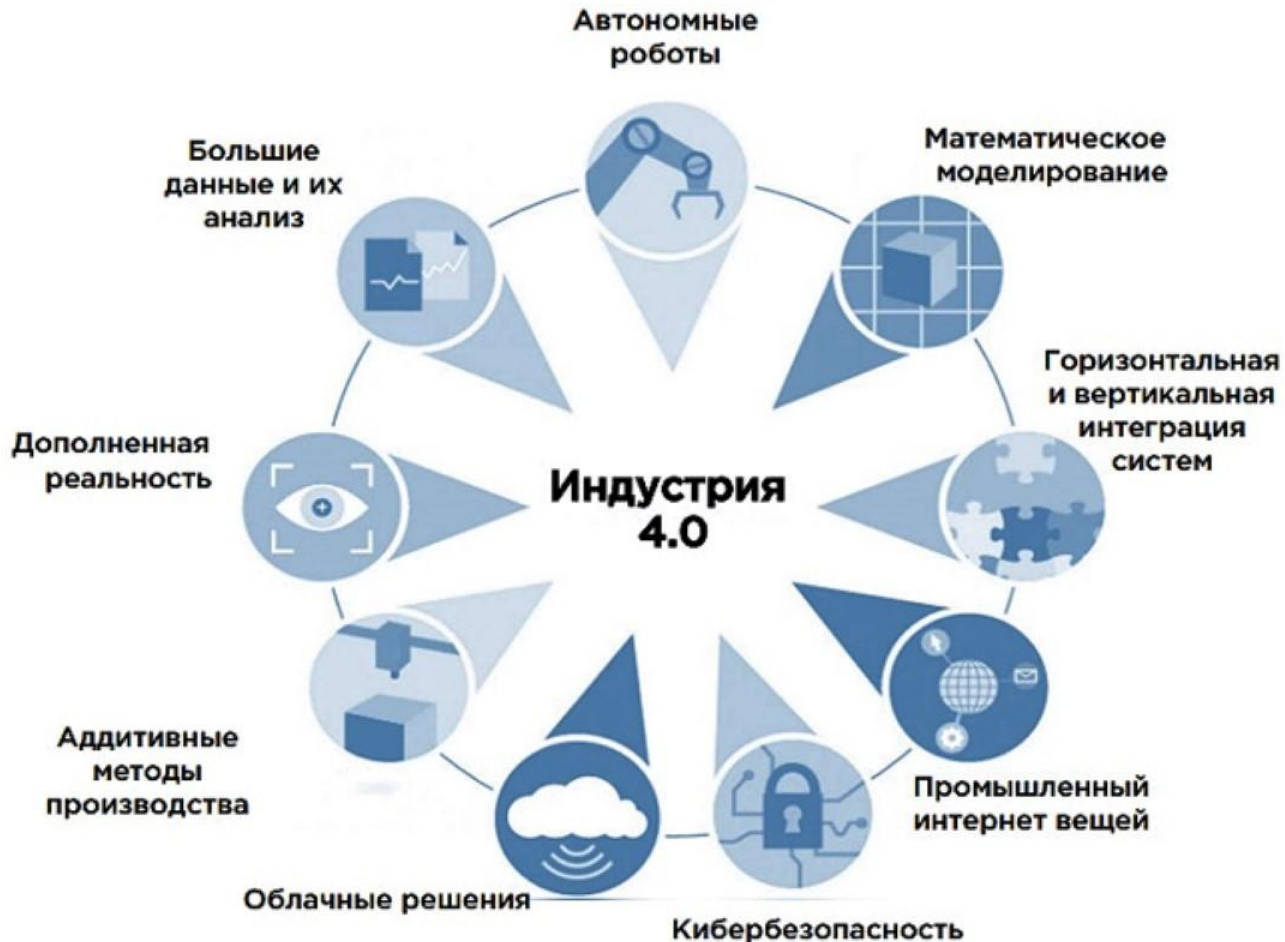 Автономные
роботы
Математическое
моделирование
Горизонтальная
и вертикальная
интеграция
систем
Промышленный
интернет вещей
Кибербезопасность
Облачные решения
Аддитивные
методы
производства
Дополненная
реальность
Большие
данные и их
анализ
Индустрия
4.0